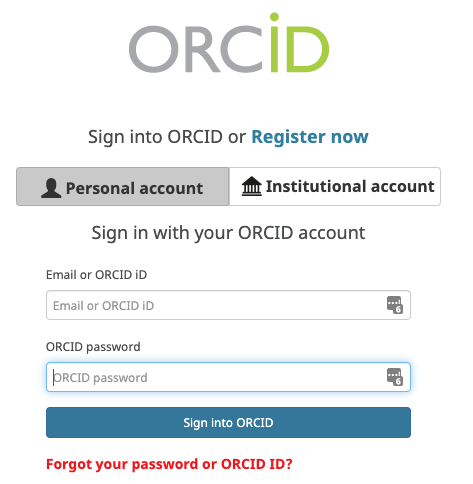 ORCiD
Sign into ORCID or Register now
Personal account
Institutional account
Sign in with your ORCID account
Email or ORCID iD
Email or ORCID iD
6
ORCID password
ORCID password
6
Sign into ORCID
Forgot your password or ORCID ID?